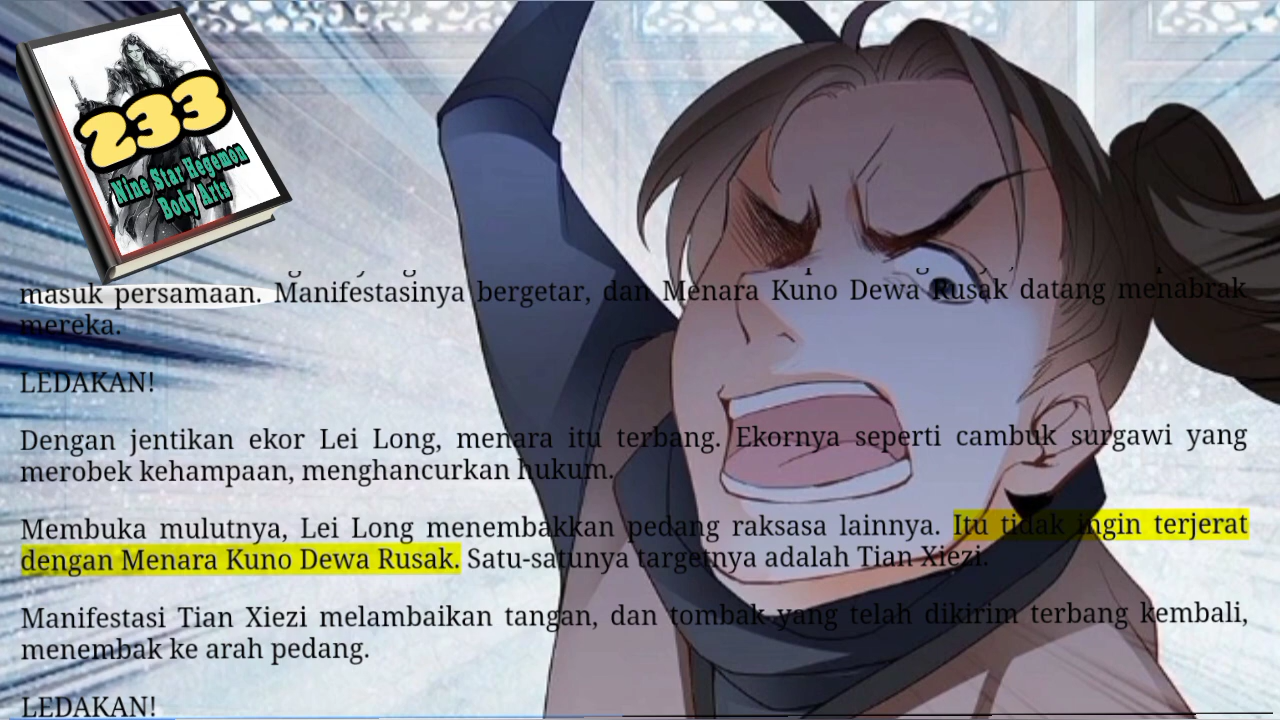 233
Nine Star Hegemon
Body Arts
masuk persamaan. Manifestasinya bergetar, dan Menara Kuno Dewa Rusak datang menabrak
mereka.
LEDAKAN!
Dengan jentikan ekor Lei Long, menara itu terbang. Ekornya seperti cambuk surgawi yang
merobek kehampaan, menghancurkan hukum.
Membuka mulutnya, Lei Long menembakkan pedang raksasa lainnya. Itu tidak ingin terjerat
dengan Menara Kuno Dewa Rusak. Satu-satunya targetnya adalah Tian Xiezi.
Manifestasi Tian Xiezi melambaikan tangan, dan tombak yang telah dikirim terbang kembali,
menembak ke arah pedang.
LEDAKAN!